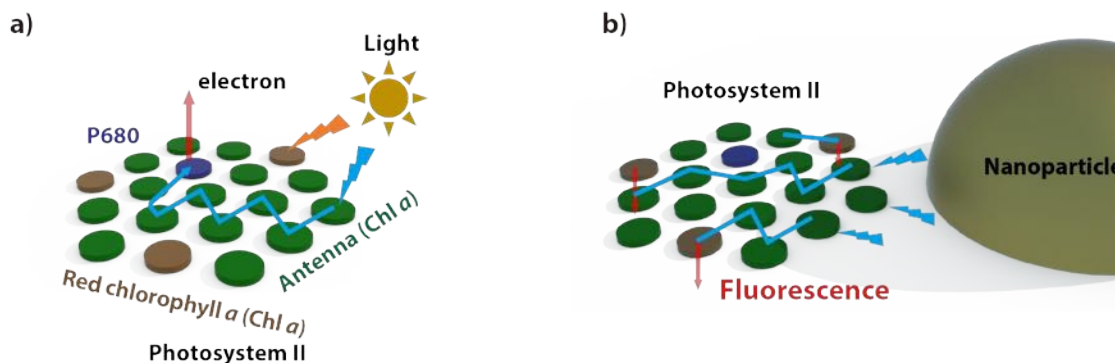 a)
Light
electron
P680
Antenna (Chl a)
Red chlorophyll a (Chl a)
Photosystem II
b)
Photosystem II
Nanoparticle
Fluorescence